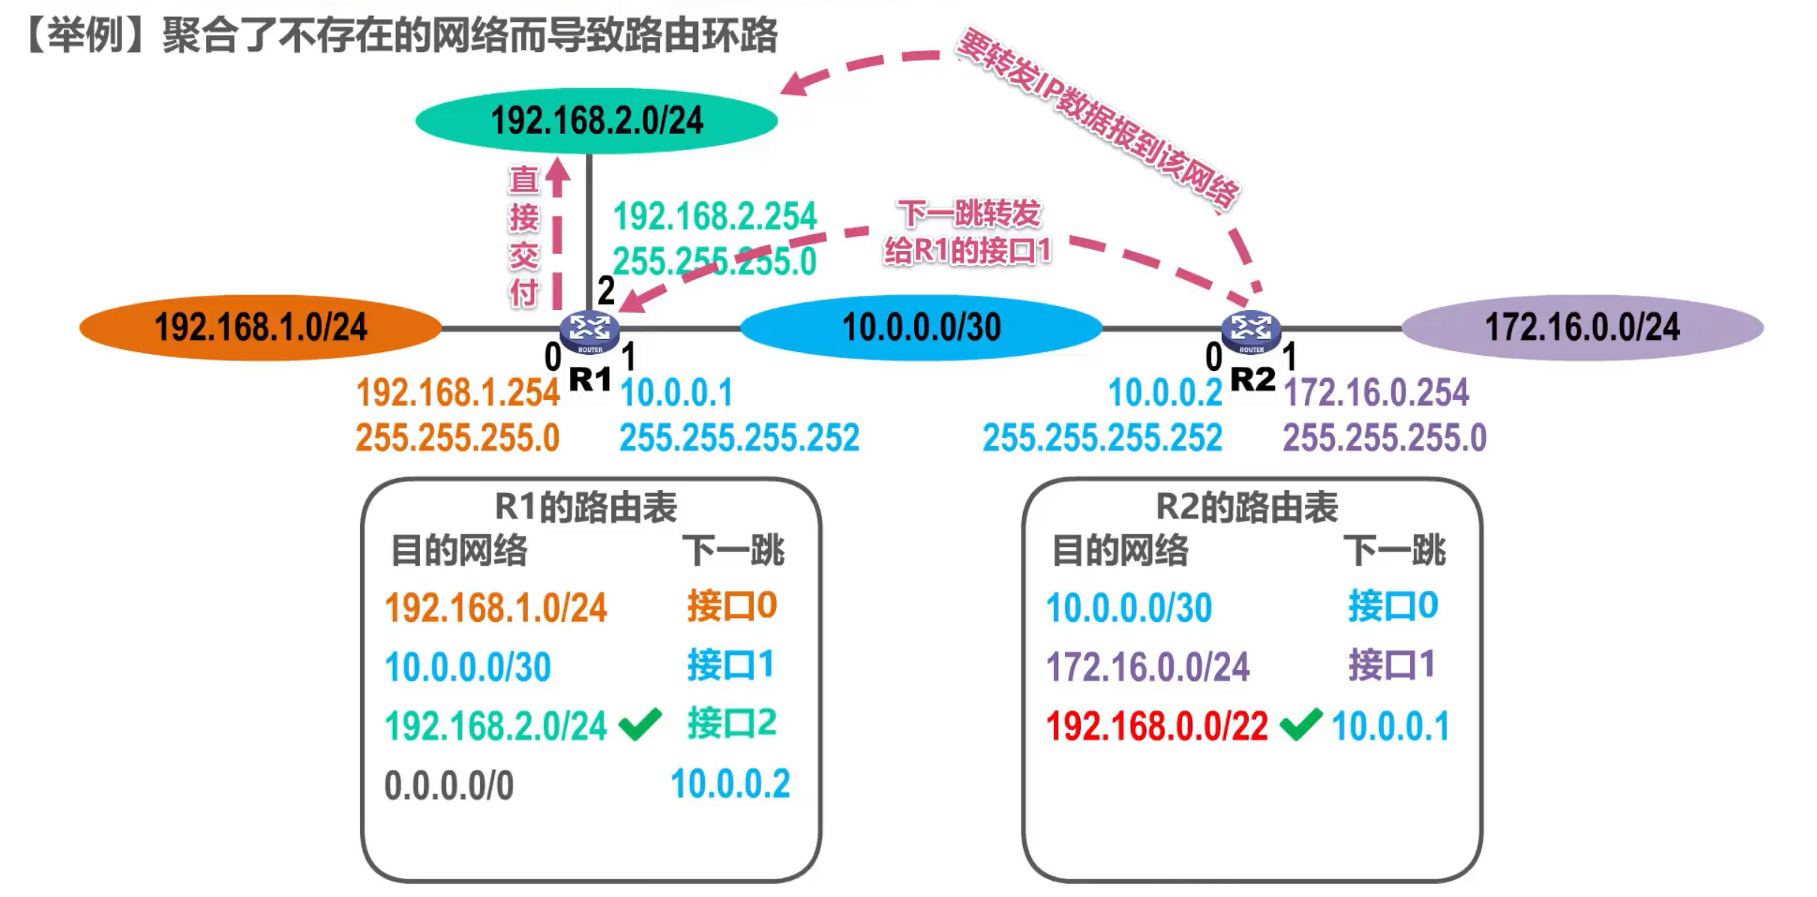 【举例】聚合了不存在的网络而导致路由环路
要转发IP数据报到该网络
192.168.2.0/24
直接交付
192.168.2.254
255.255.255.0
下一跳转发
给R1的接口1
2
192.168.1.0/24
10.0.0.0/30
172.16.0.0/24
ROUTER
ROUTER
0
1
0
1
R1
R2
192.168.1.254
255.255.255.0
10.0.0.1
255.255.255.252
10.0.0.2
255.255.255.252
172.16.0.254
255.255.255.0
R1的路由表
目的网络 下一跳
192.168.1.0/24 接口0
10.0.0.0/30 接口1
192.168.2.0/24 接口2
0.0.0.0/0 10.0.0.2
R2的路由表
目的网络 下一跳
10.0.0.0/30 接口0
172.16.0.0/24 接口1
192.168.0.0/22 10.0.0.1